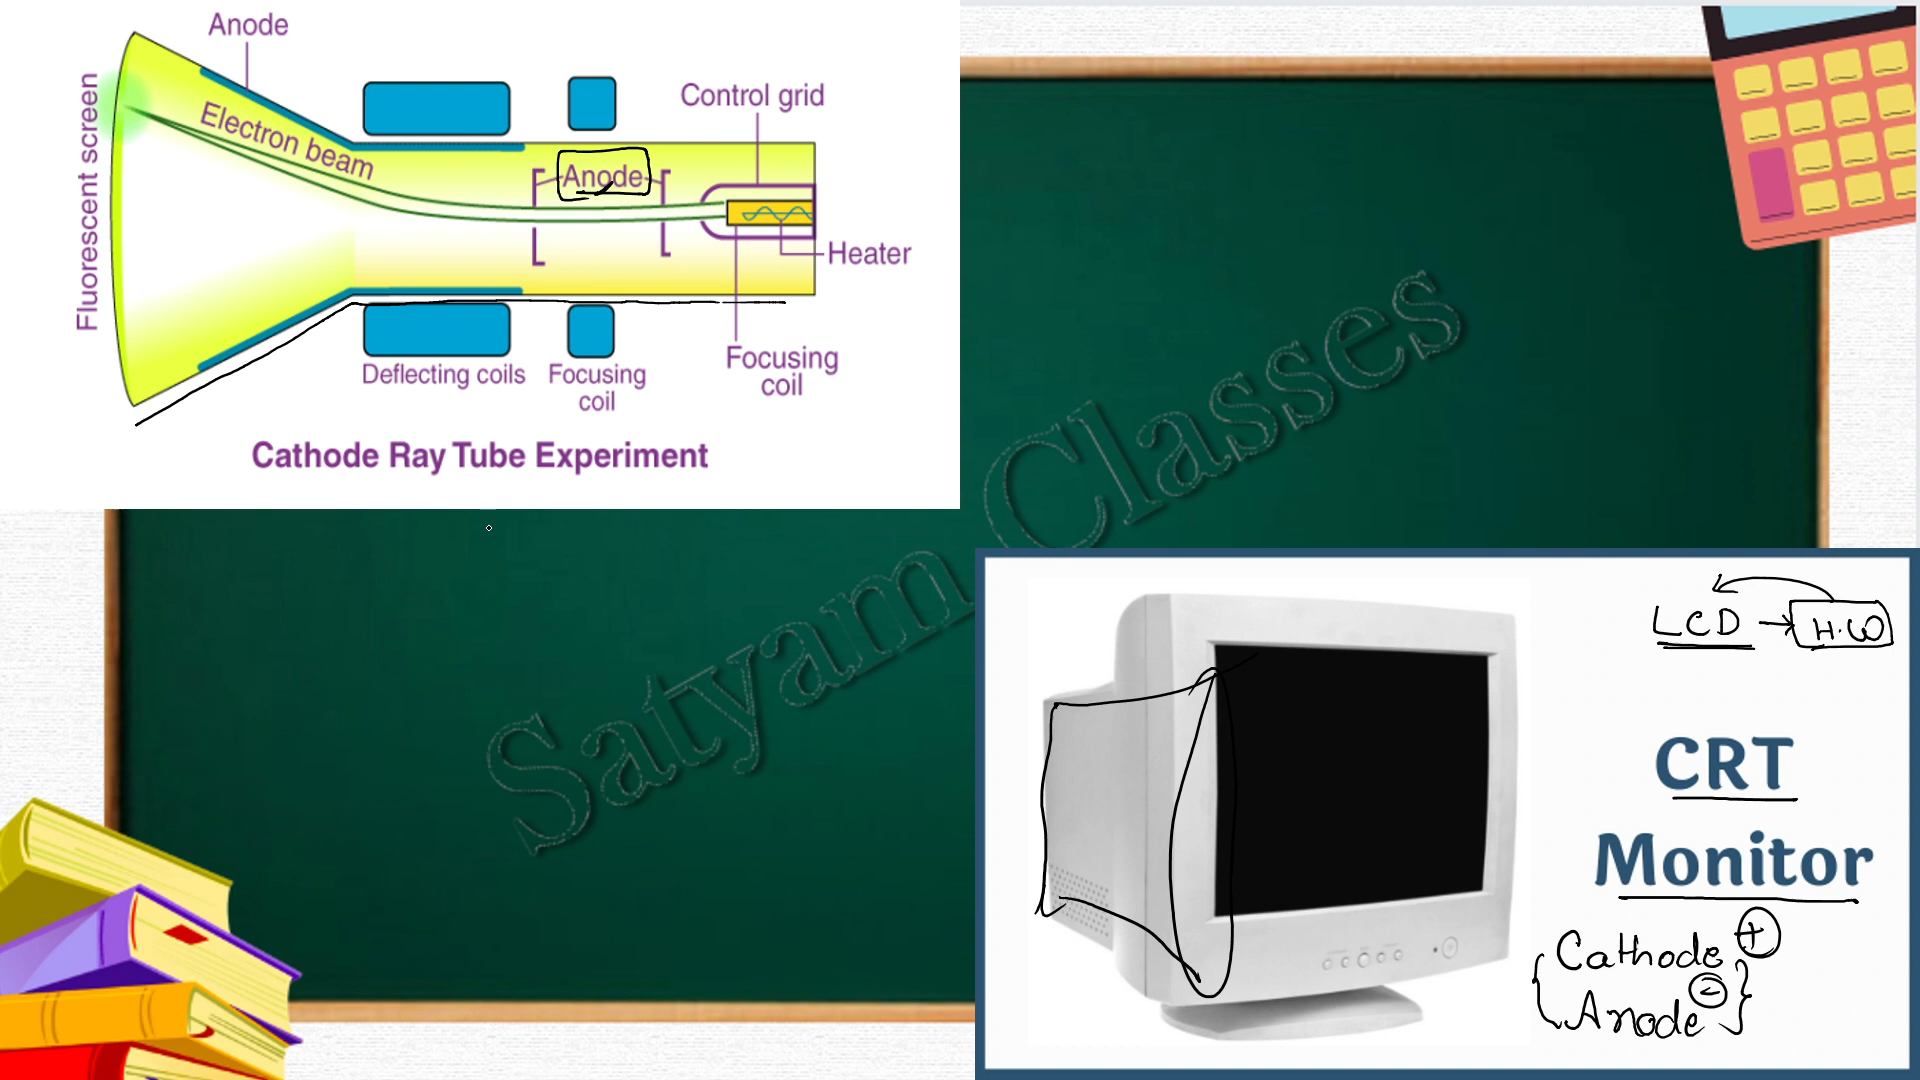 Anode
Fluorescent screen
Electron beam
Anode
Control grid
Heater
Deflecting coils
Focusing
coil
Focusing
coil
Cathode Ray Tube Experiment
Satyam Classes
LCD → H.W
CRT
Monitor
Cathode +
Anode -